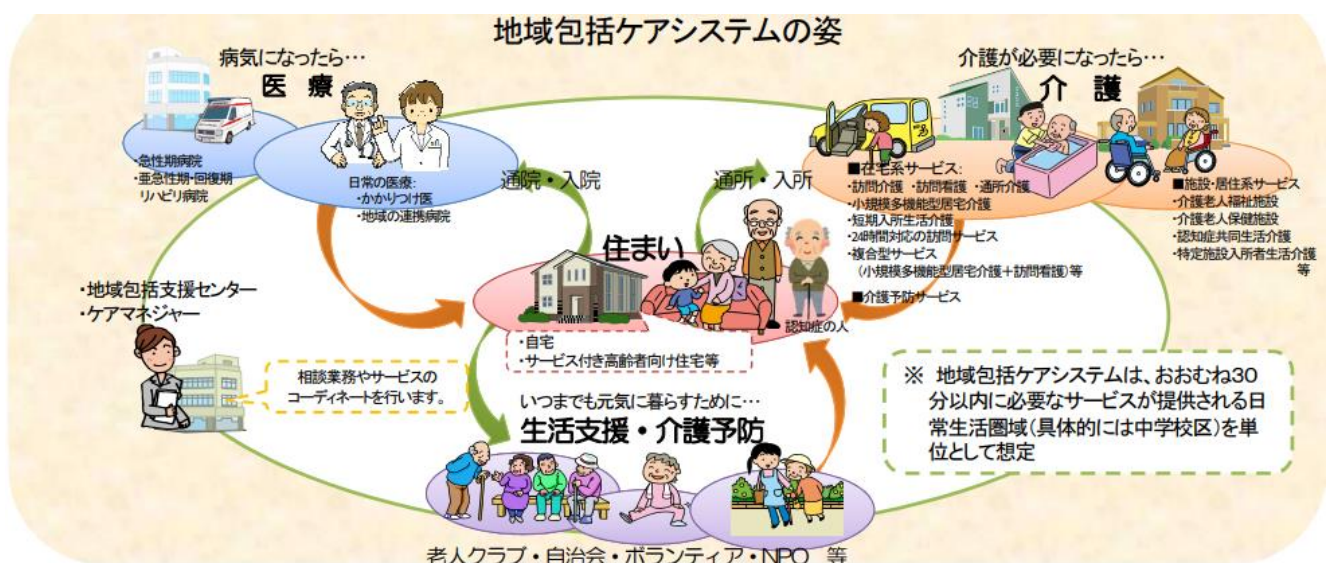 地域包括ケアシステムの姿
病気になったら…
医 療
・急性期病院
・亜急性期・回復期
リハビリ病院
日常の医療:
・かかりつけ医
・地域の連携病院
通院・入院
通所・入所
介護が必要になったら…
介 護
■在宅系サービス:
・訪問介護 ・訪問看護 ・通所介護
・小規模多機能型居宅介護
・短期入所生活介護
・24時間対応の訪問サービス
・複合型サービス
(小規模多機能型居宅介護+訪問看護)等
■介護予防サービス
■施設・居住系サービス
・介護老人福祉施設
・介護老人保健施設
・認知症共同生活介護
・特定施設入所者生活介護
等
住まい
認知症の人
・自宅
・サービス付き高齢者向け住宅等
・地域包括支援センター
・ケアマネジャー
相談業務やサービスの
コーディネートを行います。
いつまでも元気に暮らすために…
生活支援・介護予防
老人クラブ・自治会・ボランティア・NPO 等
※ 地域包括ケアシステムは、おおむね30
分以内に必要なサービスが提供される日
常生活圏域(具体的には中学校区)を単
位として想定